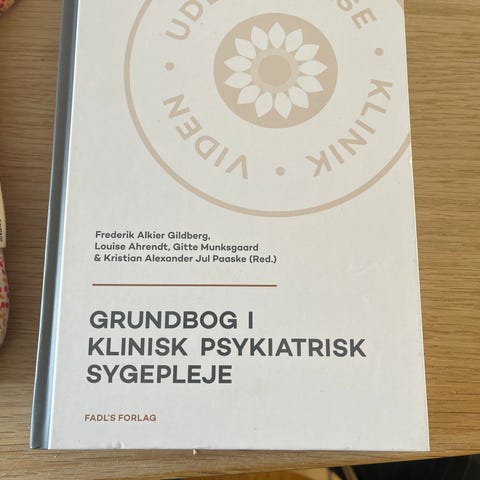 VIDEN • KLINIK •
Frederik Alkier Gildberg,
Louise Ahrendt, Gitte Munksgaard
& Kristian Alexander Jul Paaske (Red.)
GRUNDBOG I
KLINISK PSYKIATRISK
SYGEPLEJE
FADL'S FORLAG